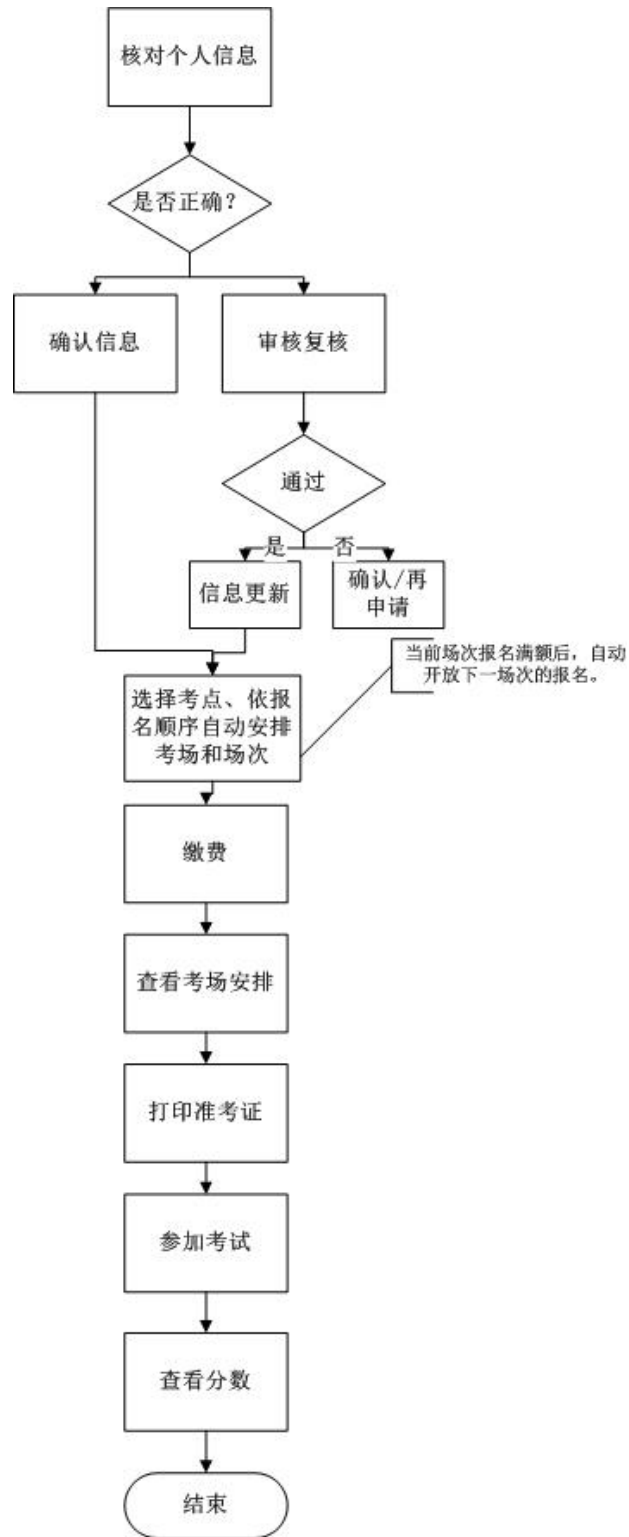 核对个人信息
是否正确？
确认信息
审核复核
通过
是
否
信息更新
确认/再
申请
当前场次报名满额后，自动
开放下一场次的报名。
选择考点、依报
名顺序自动安排
考场和场次
缴费
查看考场安排
打印准考证
参加考试
查看分数
结束